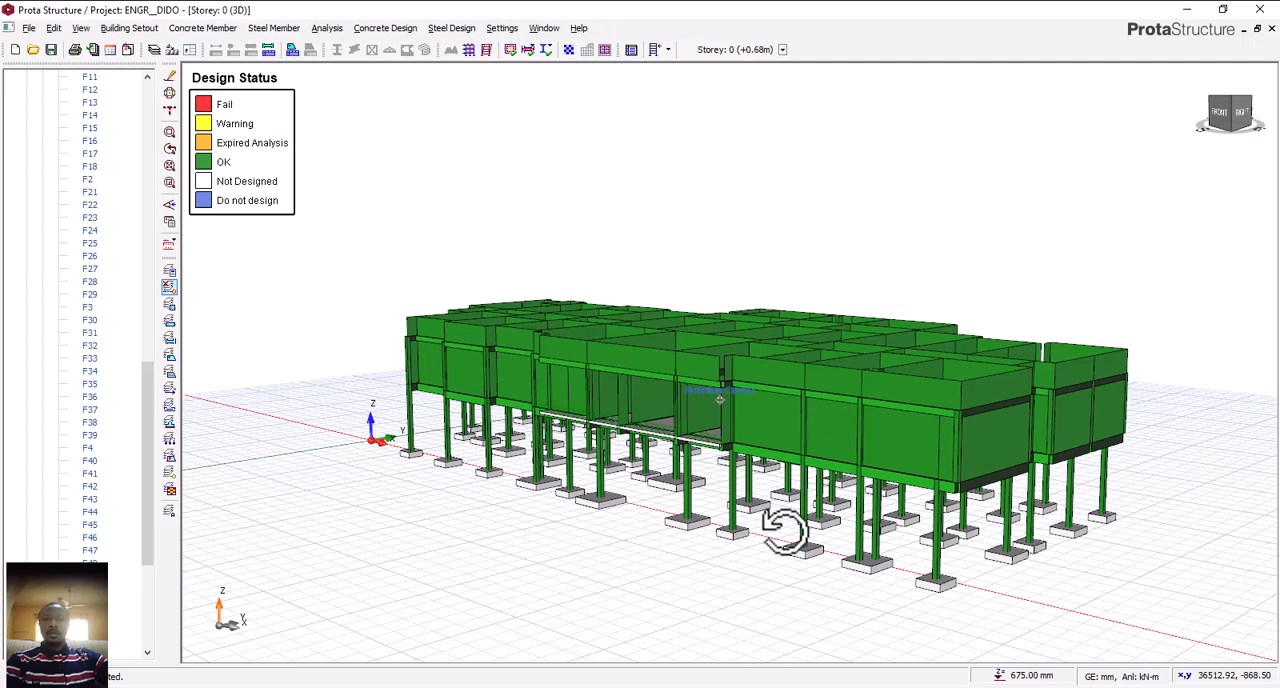 Prota Structure / Project: ENGR__DIDO - [Storey: 0 (3D)]
File Edit View Building Setout Concrete Member Steel Member Analysis Concrete Design Steel Design Settings Window Help
ProtaStructure
Storey: 0 (+0.68m)
F11
F12
F13
F14
F15
F16
F17
F18
F2
F21
F22
F23
F24
F25
F26
F27
F28
F29
F3
F30
F31
F32
F33
F34
F35
F36
F37
F38
F39
F4
F40
F41
F42
F43
F44
F45
F46
F47
Design Status
Fail
Warning
Expired Analysis
OK
Not Designed
Do not design
FRONT RIGHT
Z
Y
Z
Y
X
ted.
Z=
675.00 mm
GE: mm, Anl: kN-m
x,y
36512.92, -868.50